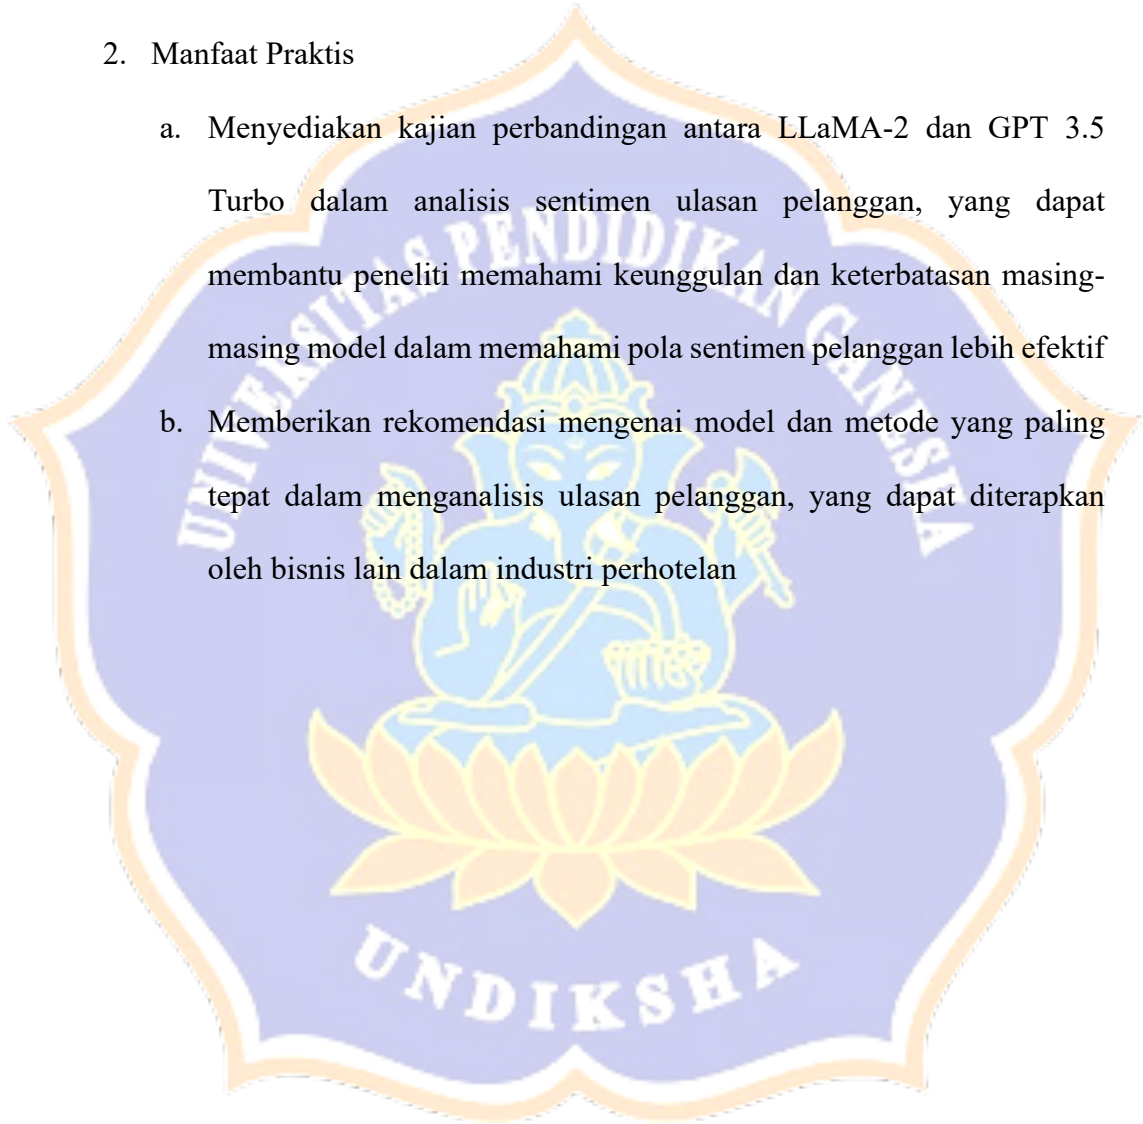 2. Manfaat Praktis
a. Menyediakan kajian perbandingan antara LLaMA-2 dan GPT 3.5
Turbo dalam analisis sentimen ulasan pelanggan, yang dapat
membantu peneliti memahami keunggulan dan keterbatasan masing-
masing model dalam memahami pola sentimen pelanggan lebih efektif
b. Memberikan rekomendasi mengenai model dan metode yang paling
tepat dalam menganalisis ulasan pelanggan, yang dapat diterapkan
oleh bisnis lain dalam industri perhotelan
UNIVERSITAS PENDIDIKAN GANESHA
UNDIKSHA